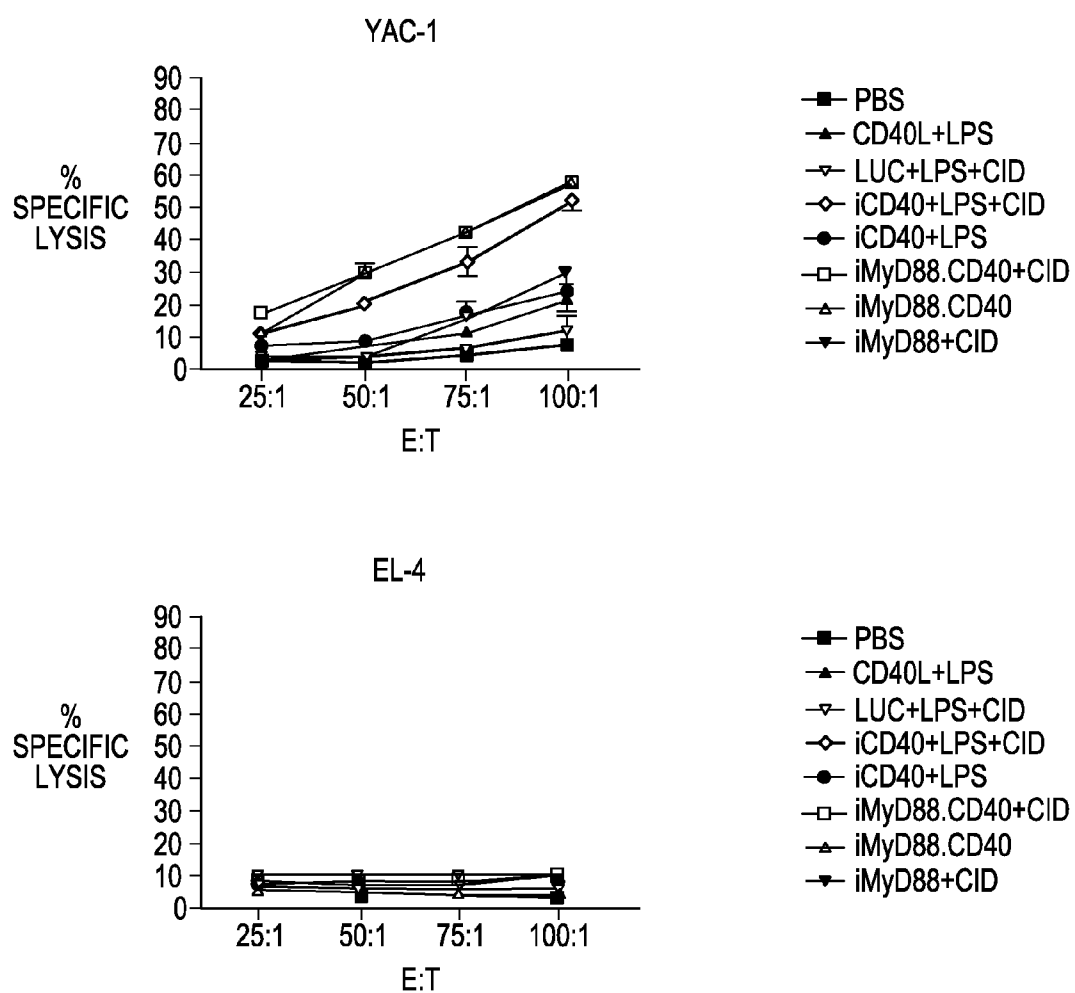 YAC-1
90
80
70
60
50
40
30
20
10
0
%
SPECIFIC
LYSIS
25:1 50:1 75:1 100:1
E:T
PBS
CD40L+LPS
LUC+LPS+CID
iCD40+LPS+CID
iCD40+LPS
iMyD88.CD40+CID
iMyD88.CD40
iMyD88+CID
EL-4
90
80
70
60
50
40
30
20
10
0
%
SPECIFIC
LYSIS
25:1 50:1 75:1 100:1
E:T
PBS
CD40L+LPS
LUC+LPS+CID
iCD40+LPS+CID
iCD40+LPS
iMyD88.CD40+CID
iMyD88.CD40
iMyD88+CID